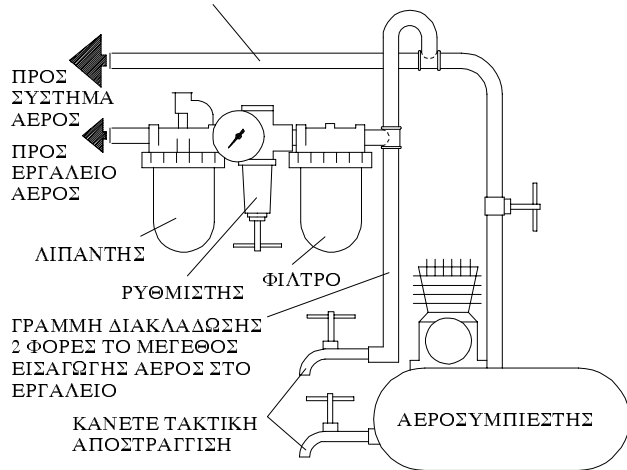 ΠΡΟΣ
ΣΥΣΤΗΜΑ
ΑΕΡΟΣ
ΠΡΟΣ
ΕΡΓΑΛΕΙΟ
ΑΕΡΟΣ
ΛΙΠΑΝΤΗΣ
ΡΥΘΜΙΣΤΗΣ
ΦΙΛΤΡΟ
ΓΡΑΜΜΗ ΔΙΑΚΛΑΔΩΣΗΣ
2 ΦΟΡΕΣ ΤΟ ΜΕΓΕΘΟΣ
ΕΙΣΑΓΩΓΗΣ ΑΕΡΟΣ ΣΤΟ
ΕΡΓΑΛΕΙΟ
ΚΑΝΕΤΕ ΤΑΚΤΙΚΗ
ΑΠΟΣΤΡΑΓΓΙΣΗ
ΑΕΡΟΣΥΜΠΙΕΣΤΗΣ